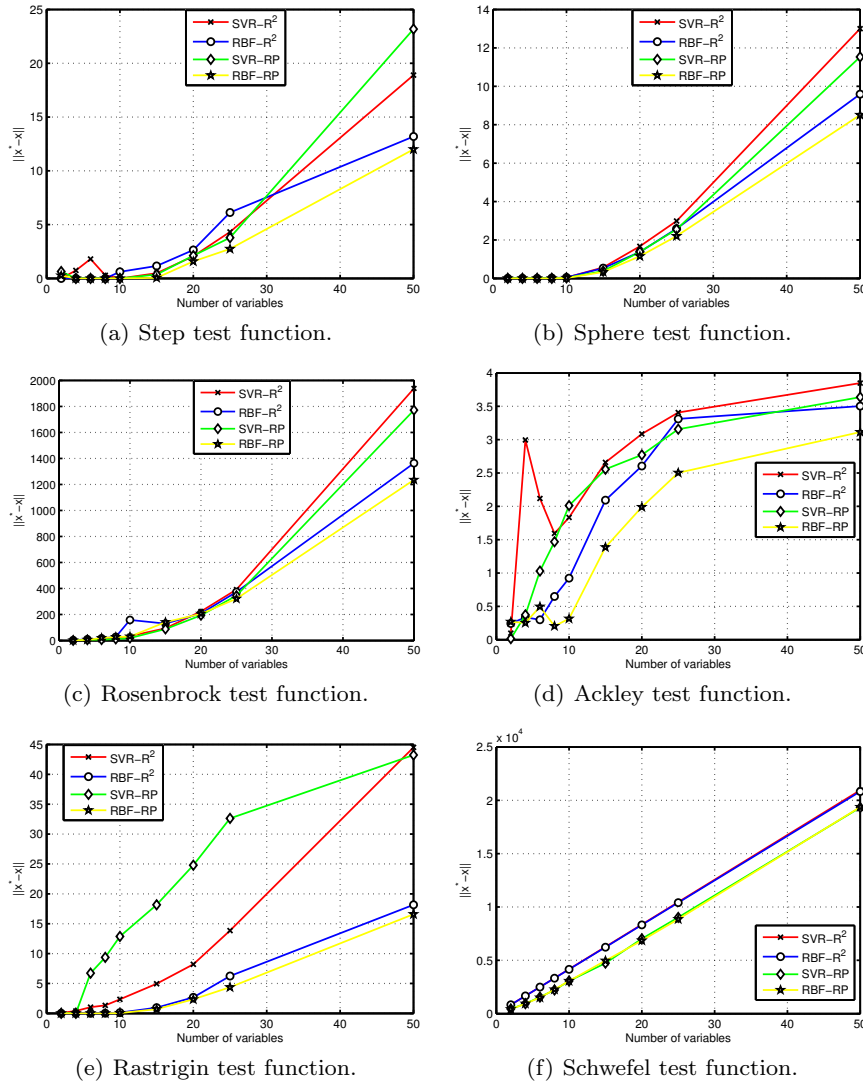 25
20
15
10
5
0
0 10 20 30 40 50
Number of variables
||x*−x||
SVR−R²
RBF−R²
SVR−RP
RBF−RP
(a) Step test function.
14
12
10
8
6
4
2
0
0 10 20 30 40 50
Number of variables
||x*−x||
SVR−R²
RBF−R²
SVR−RP
RBF−RP
(b) Sphere test function.
2000
1800
1600
1400
1200
1000
800
600
400
200
0
0 10 20 30 40 50
Number of variables
||x*−x||
SVR−R²
RBF−R²
SVR−RP
RBF−RP
(c) Rosenbrock test function.
4
3.5
3
2.5
2
1.5
1
0.5
0
0 10 20 30 40 50
Number of variables
||x*−x||
SVR−R²
RBF−R²
SVR−RP
RBF−RP
(d) Ackley test function.
45
40
35
30
25
20
15
10
5
0
0 10 20 30 40 50
Number of variables
||x*−x||
SVR−R²
RBF−R²
SVR−RP
RBF−RP
(e) Rastrigin test function.
x 10⁴
2.5
2
1.5
1
0.5
0
0 10 20 30 40 50
Number of variables
||x*−x||
SVR−R²
RBF−R²
SVR−RP
RBF−RP
(f) Schwefel test function.